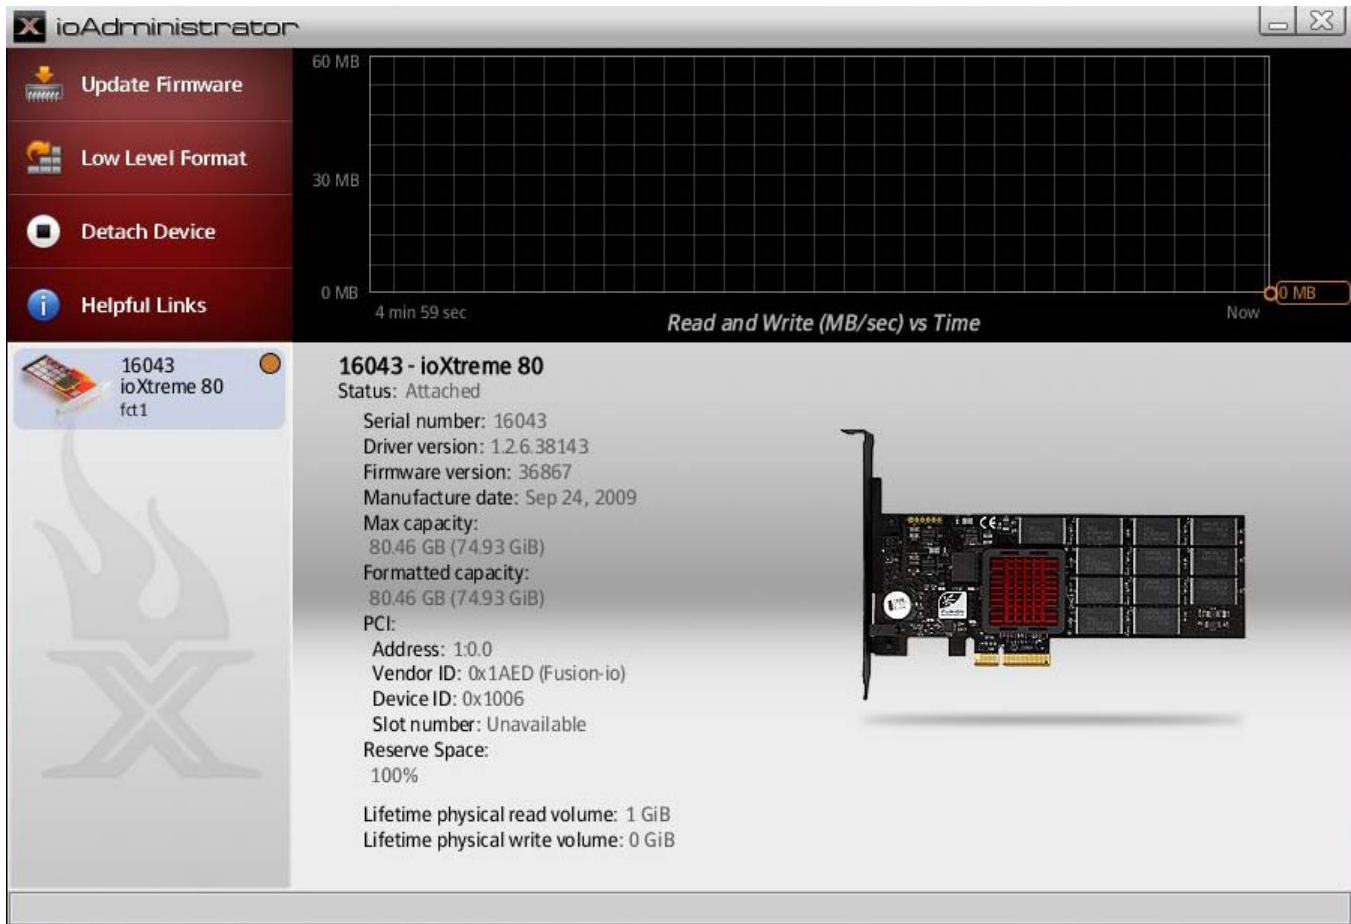 ioAdministrator
Update Firmware
Low Level Format
Detach Device
Helpful Links
60 MB
30 MB
0 MB
4 min 59 sec
Read and Write (MB/sec) vs Time
Now
0 MB
16043
ioXtreme 80
fct1
16043 - ioXtreme 80
Status: Attached
Serial number: 16043
Driver version: 1.2.6.38143
Firmware version: 36867
Manufacture date: Sep 24, 2009
Max capacity:
80.46 GB (74.93 GiB)
Formatted capacity:
80.46 GB (74.93 GiB)
PCI:
Address: 1:0.0
Vendor ID: 0x1AED (Fusion-io)
Device ID: 0x1006
Slot number: Unavailable
Reserve Space:
100%
Lifetime physical read volume: 1 GiB
Lifetime physical write volume: 0 GiB
CE